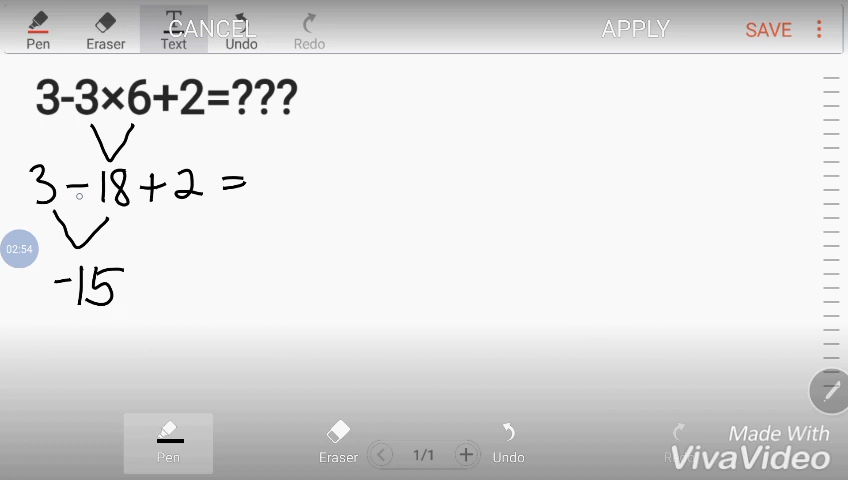 CANCEL APPLY SAVE
Pen Eraser Text Undo Redo
3-3×6+2=???
3-18+2=
02:54
-15
Made With
Pen Eraser 1/1 Undo Redo
VivaVideo